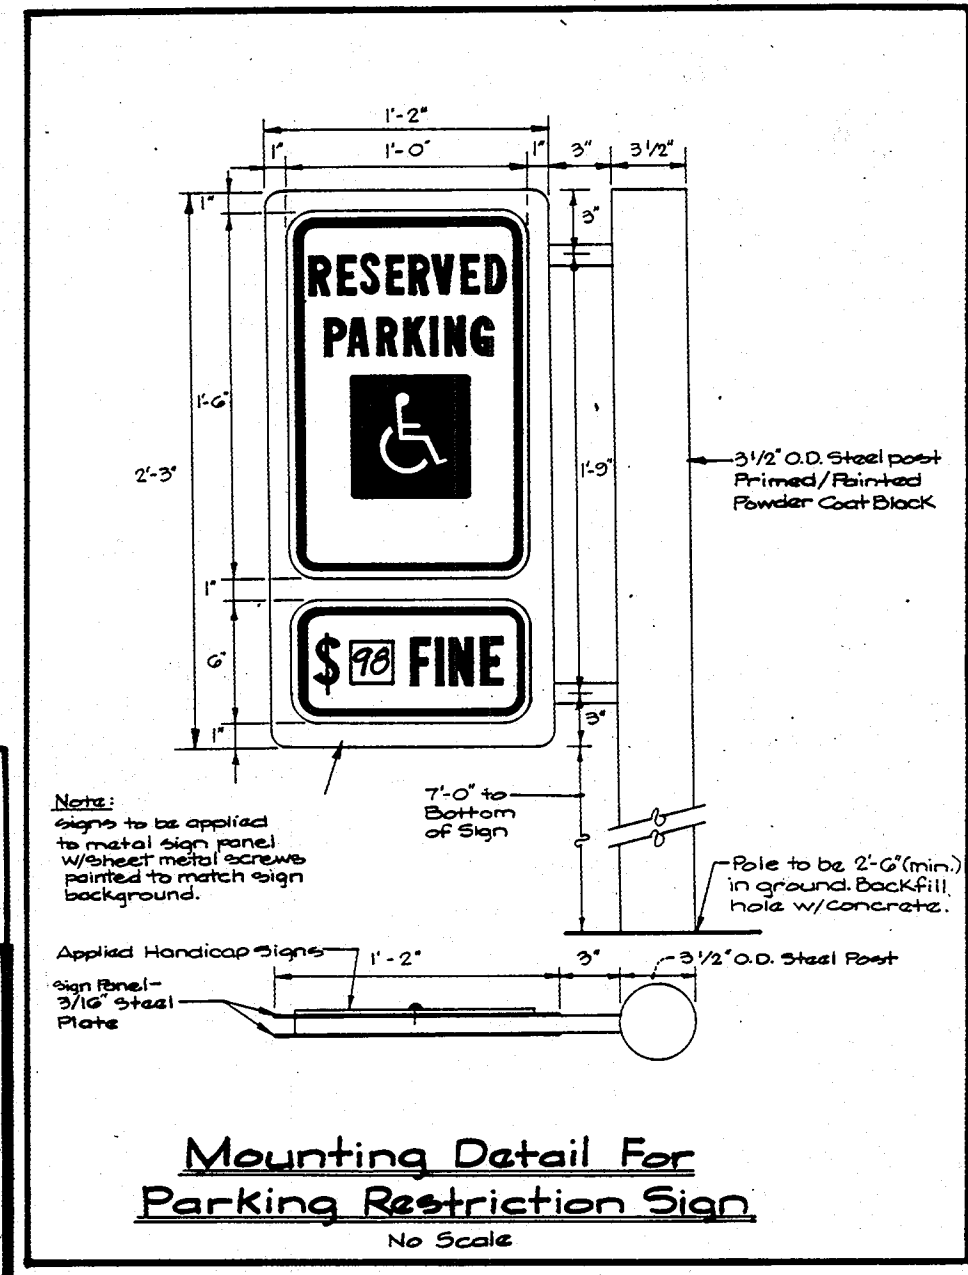 1'-2"
1"
1'-0"
1"
3"
3 1/2"
1"
3"
RESERVED
PARKING
1'-6"
2'-3"
1'-9"
3 1/2" O.D. Steel post
Primed/Painted
Powder Coat Black
1"
6"
$ 98 FINE
1"
3"
7'-0" to
Bottom
of Sign
Note:
signs to be applied
to metal sign panel
w/sheet metal screws
painted to match sign
background.
Pole to be 2'-6" (min.)
in ground. Backfill
hole w/concrete.
Applied Handicap Signs
1'-2"
3"
3 1/2" O.D. Steel Post
Sign Panel-
3/16" Steel
Plate
Mounting Detail For
Parking Restriction Sign
No Scale